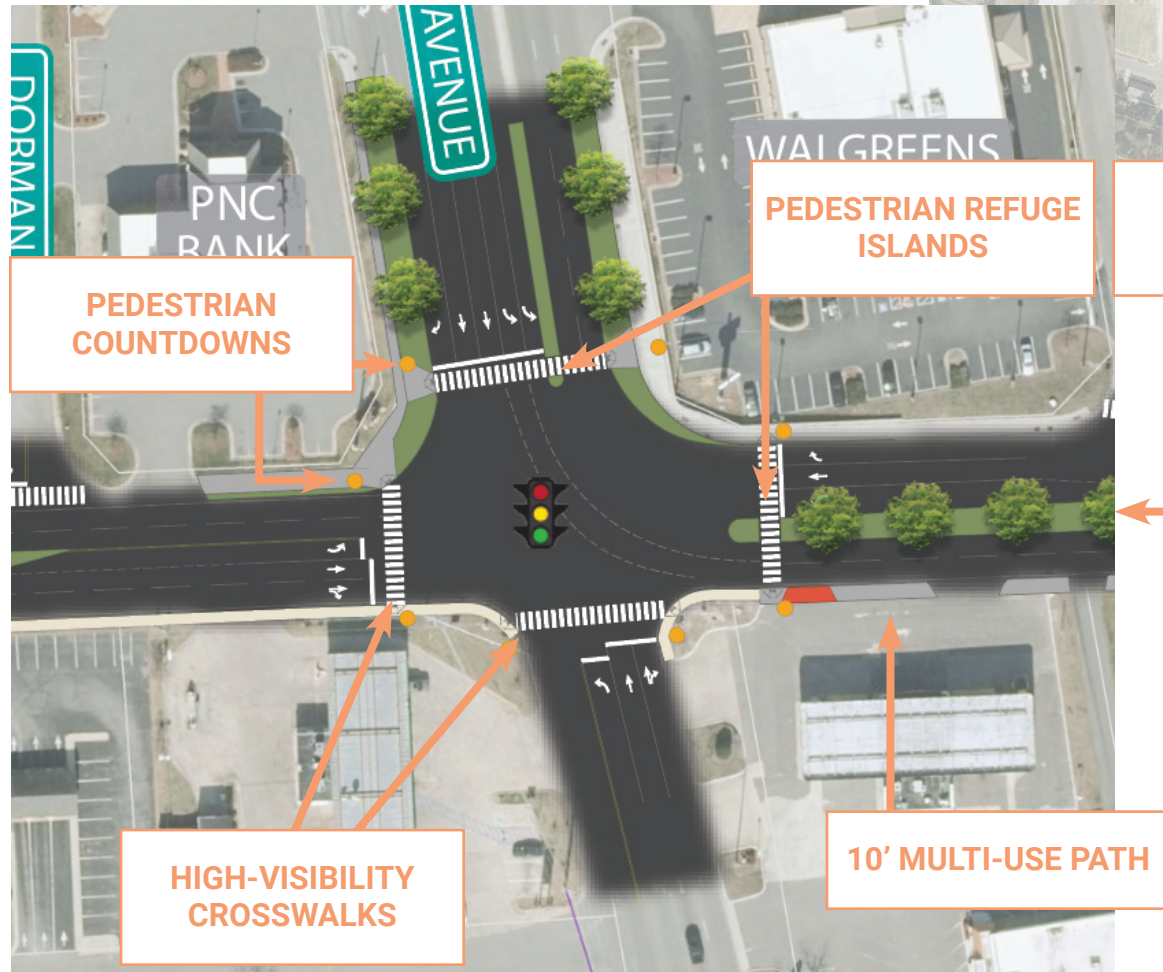 AVENUE
DORMAN
WALGREENS
PNC
BANK
PEDESTRIAN REFUGE
ISLANDS
PEDESTRIAN
COUNTDOWNS
HIGH-VISIBILITY
CROSSWALKS
10’ MULTI-USE PATH